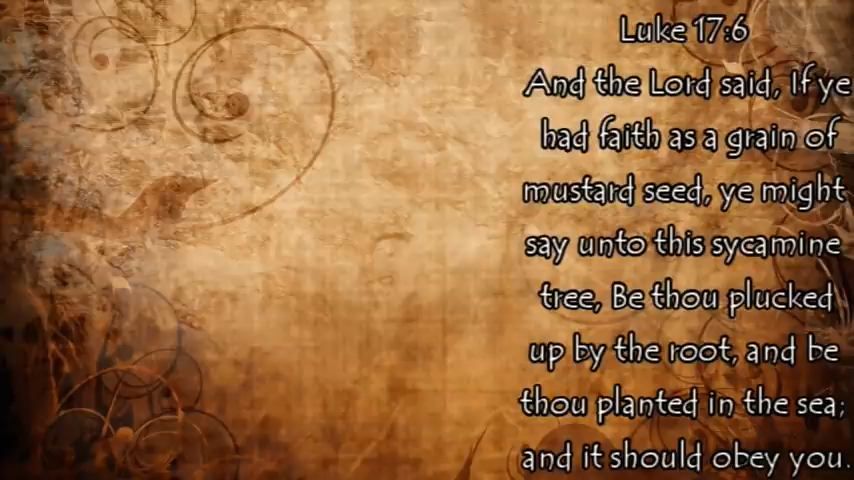 Luke 17:6
And the Lord said, If ye
had faith as a grain of
mustard seed, ye might
say unto this sycamine
tree, Be thou plucked
up by the root, and be
thou planted in the sea;
and it should obey you.